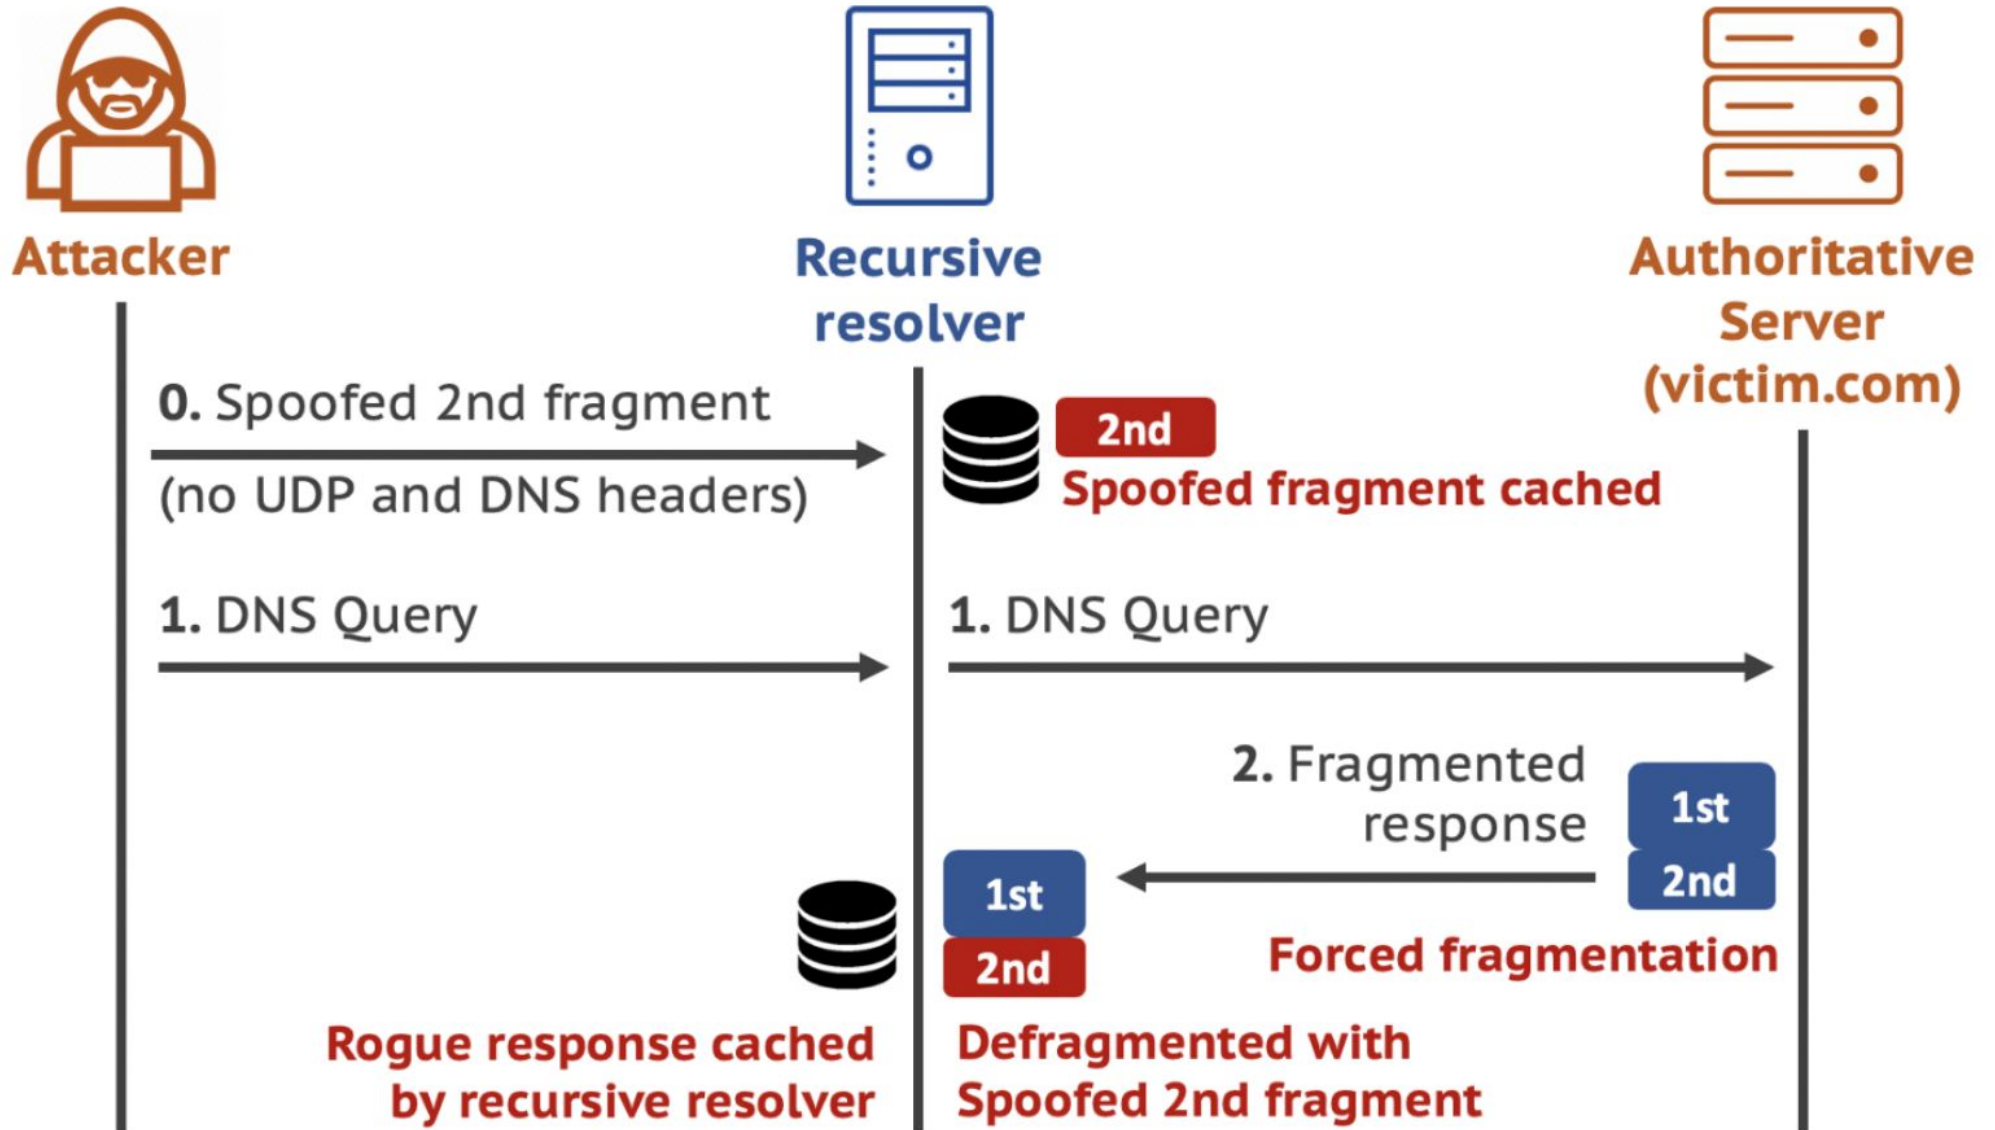 Attacker
Recursive
resolver
Authoritative
Server
(victim.com)
0. Spoofed 2nd fragment
(no UDP and DNS headers)
2nd
Spoofed fragment cached
1. DNS Query
1. DNS Query
2. Fragmented
response
1st
2nd
Forced fragmentation
1st
2nd
Rogue response cached
by recursive resolver
Defragmented with
Spoofed 2nd fragment